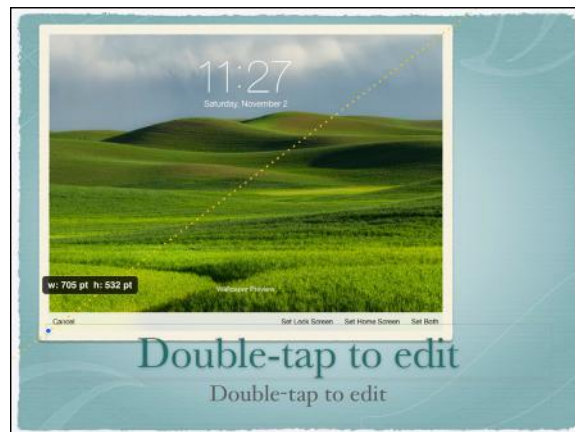 11:27
Saturday, November 2
w: 705 pt h: 532 pt
Wallpaper Preview
Cancel Set Lock Screen Set Home Screen Set Both
Double-tap to edit
Double-tap to edit